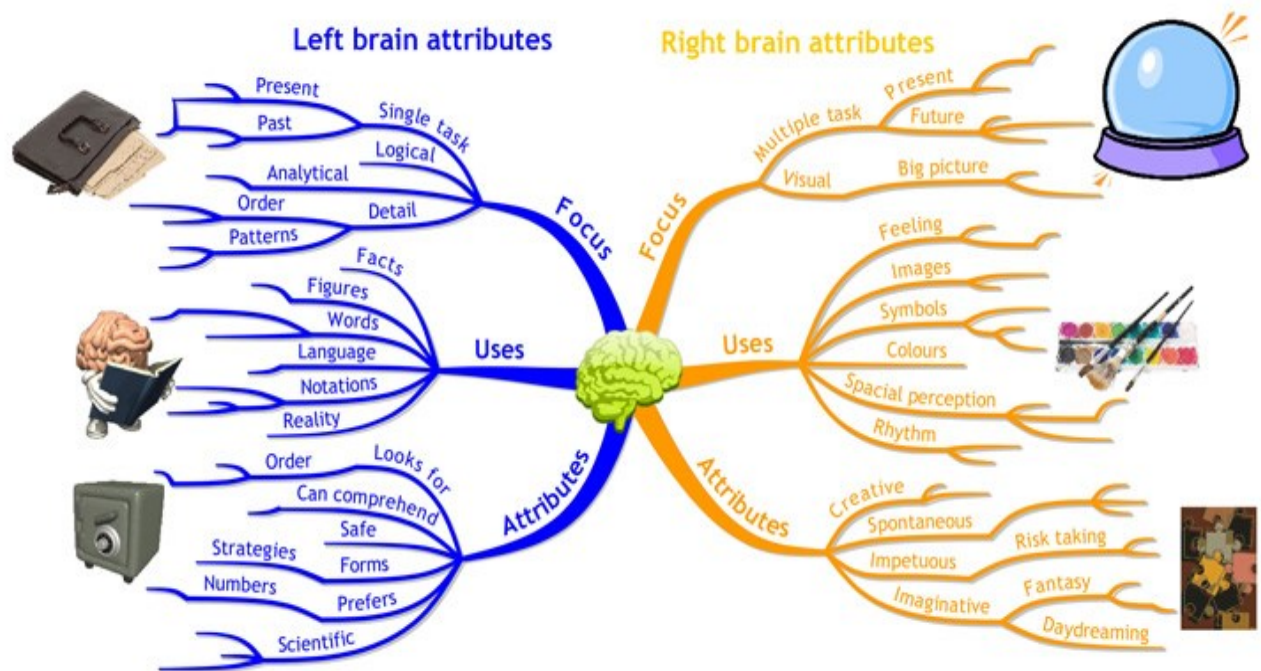 Left brain attributes
Right brain attributes
Present
Past
Single task
Logical
Analytical
Order
Patterns
Detail
Focus
Facts
Figures
Words
Language
Notations
Reality
Uses
Order
Looks for
Can comprehend
Safe
Strategies
Forms
Numbers
Prefers
Scientific
Attributes
Focus
Multiple task
Present
Future
Visual
Big picture
Uses
Feeling
Images
Symbols
Colours
Spacial perception
Rhythm
Attributes
Creative
Spontaneous
Impetuous
Risk taking
Imaginative
Fantasy
Daydreaming